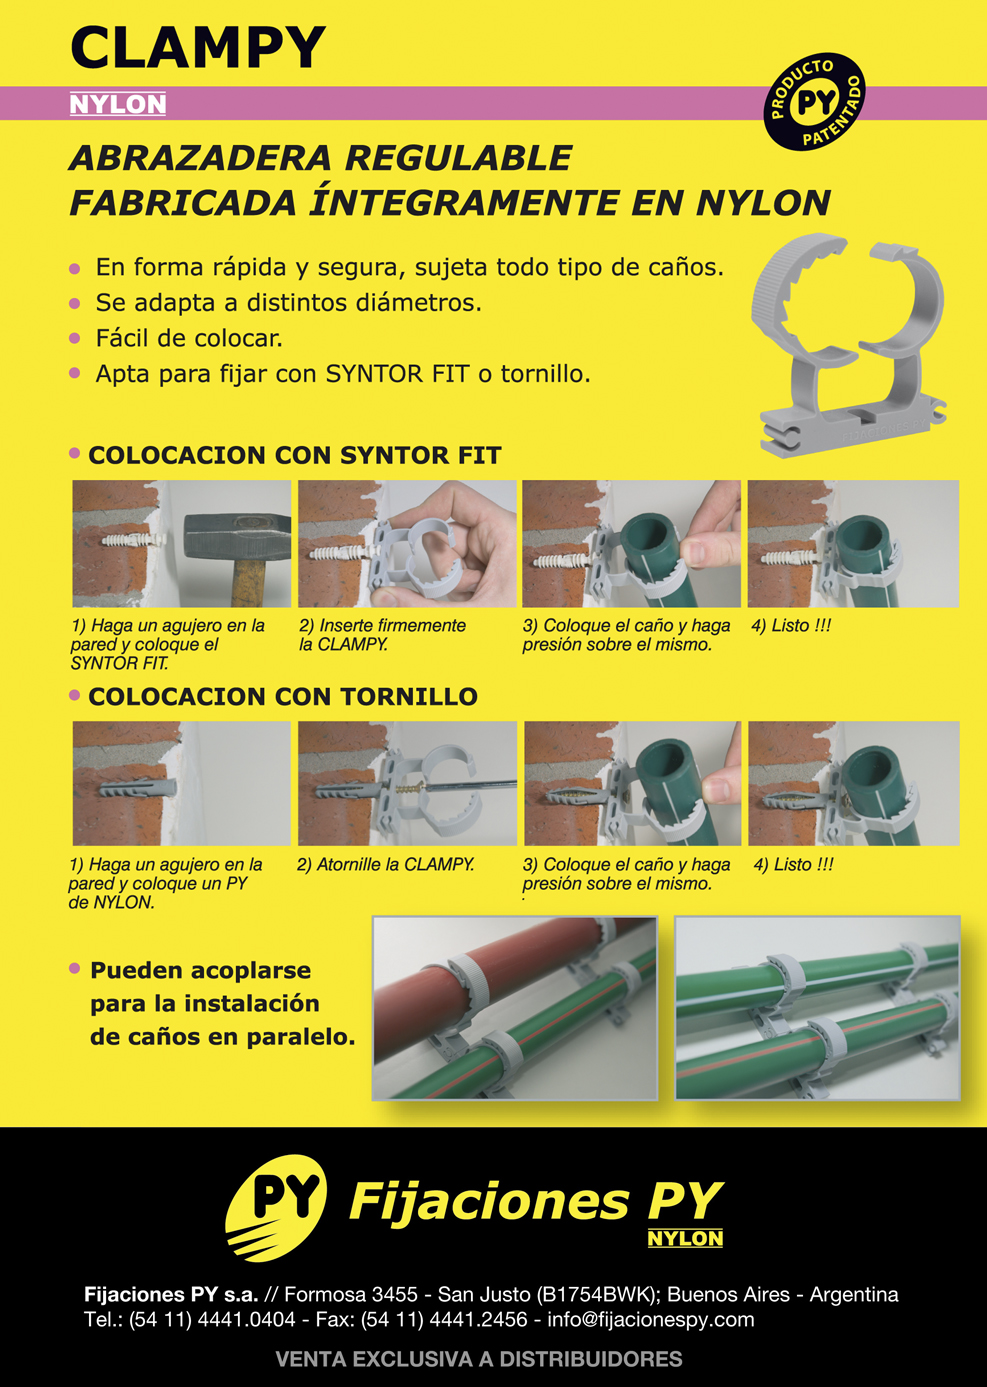 CLAMPY
NYLON
PRODUCTO
PY
PATENTADO
ABRAZADERA REGULABLE
FABRICADA ÍNTEGRAMENTE EN NYLON
En forma rápida y segura, sujeta todo tipo de caños.
Se adapta a distintos diámetros.
Fácil de colocar.
Apta para fijar con SYNTOR FIT o tornillo.
COLOCACION CON SYNTOR FIT
1) Haga un agujero en la
pared y coloque el
SYNTOR FIT.
2) Inserte firmemente
la CLAMPY.
3) Coloque el caño y haga
presión sobre el mismo.
4) Listo !!!
COLOCACION CON TORNILLO
1) Haga un agujero en la
pared y coloque un PY
de NYLON.
2) Atornille la CLAMPY.
3) Coloque el caño y haga
presión sobre el mismo.
.
4) Listo !!!
Pueden acoplarse
para la instalación
de caños en paralelo.
PY Fijaciones PY
NYLON
Fijaciones PY s.a. // Formosa 3455 - San Justo (B1754BWK); Buenos Aires - Argentina
Tel.: (54 11) 4441.0404 - Fax: (54 11) 4441.2456 - info@fijacionespy.com
VENTA EXCLUSIVA A DISTRIBUIDORES